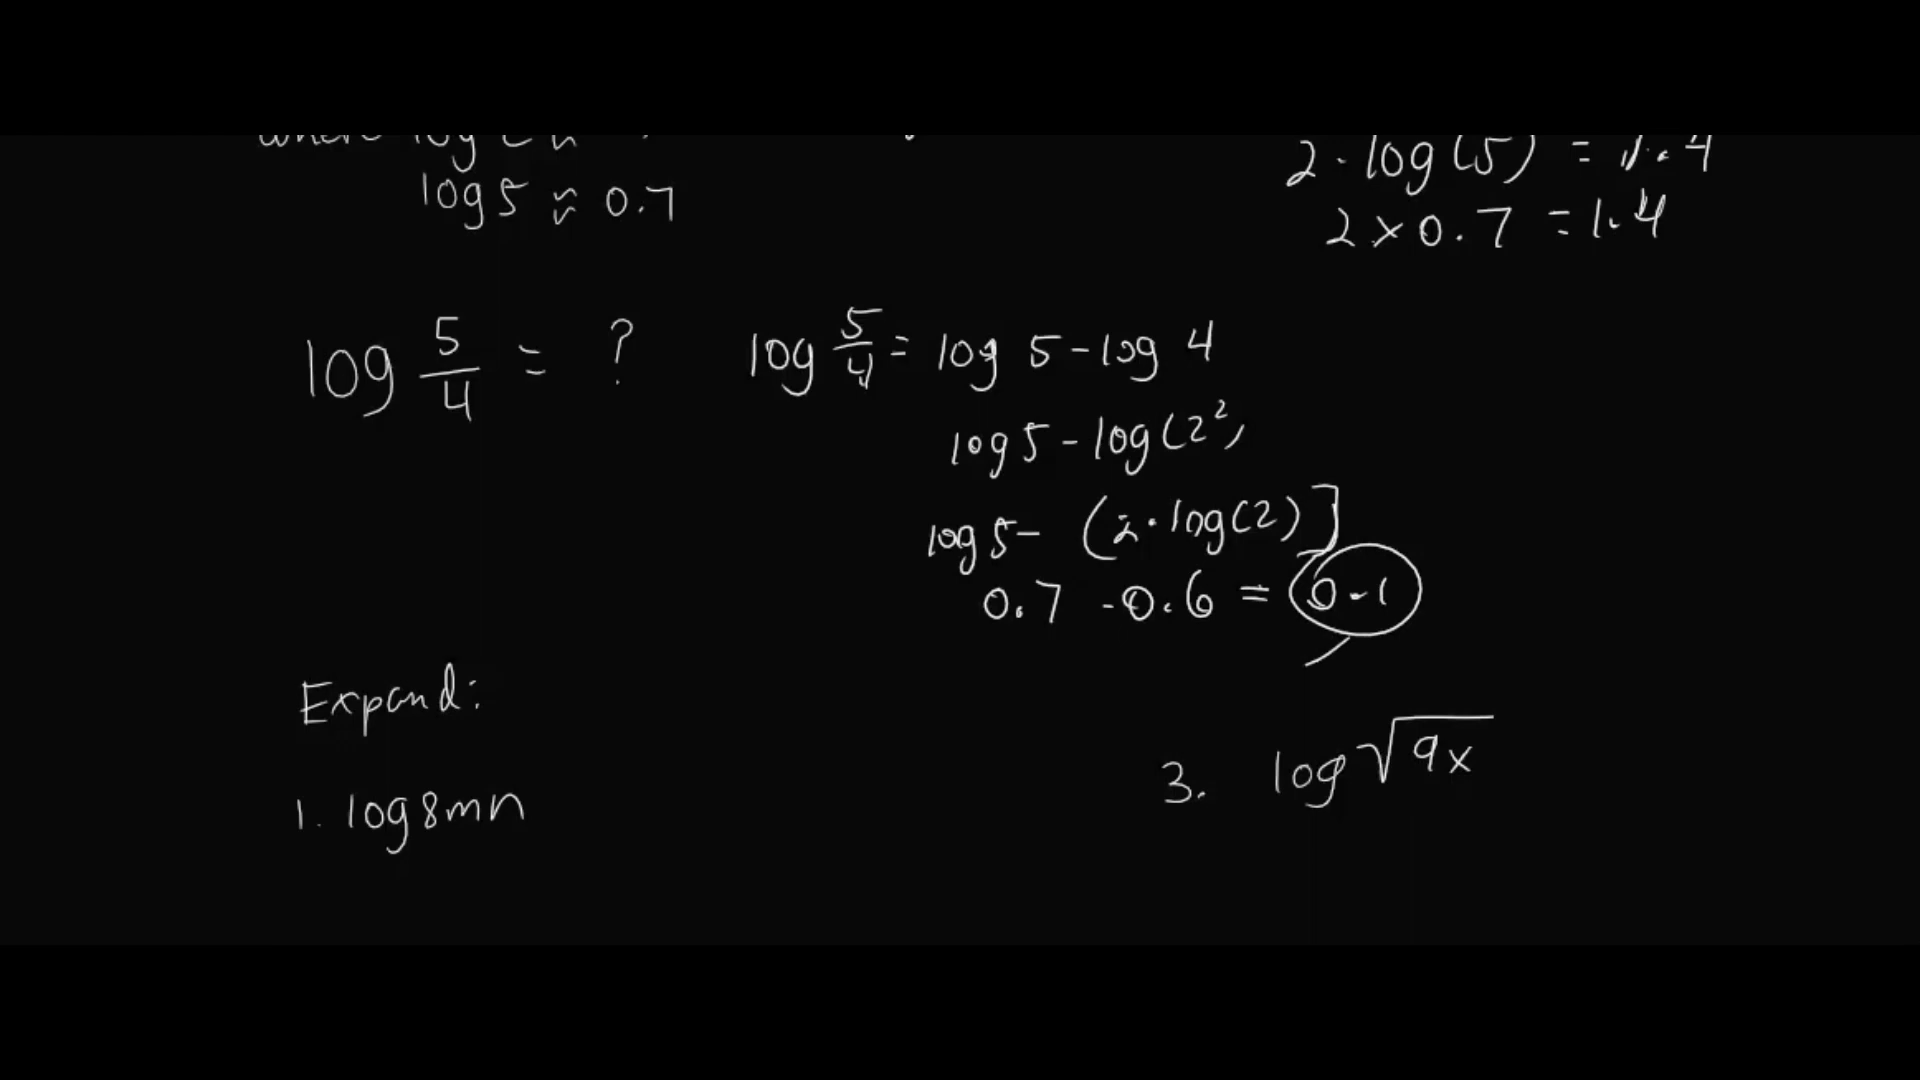 where log
log 5 ≈ 0.7
2 · log (5) = 1.4
2 × 0.7 = 1.4
log 5/4 = ?
log 5/4 = log 5 - log 4
log 5 - log (2²)
log 5 - (2 · log (2)]
0.7 - 0.6 = 0.1
Expand:
1. log 8mn
3. log √9x